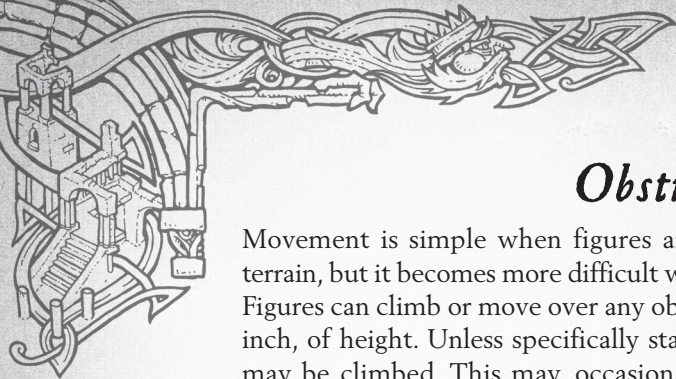 Obst
Movement is simple when figures a
terrain, but it becomes more difficult w
Figures can climb or move over any ob
inch, of height. Unless specifically sta
may be climbed. This may occasion